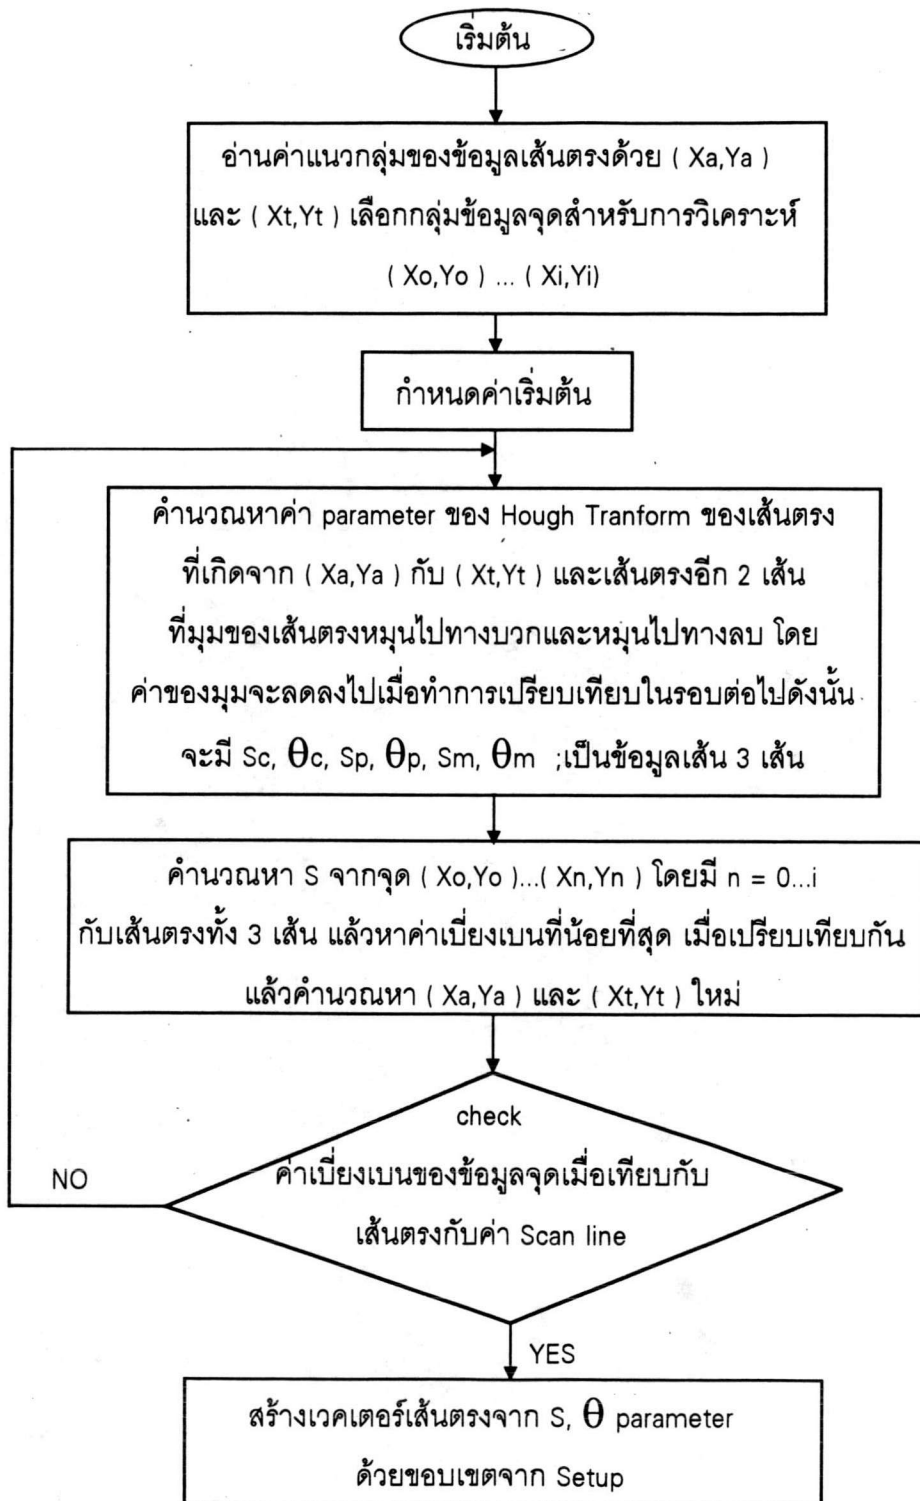 เริ่มต้น
อ่านค่าแนวกลุ่มของข้อมูลเส้นตรงด้วย ( Xa,Ya )
และ ( Xt,Yt ) เลือกกลุ่มข้อมูลจุดสำหรับการวิเคราะห์
( Xo,Yo ) ... ( Xi,Yi)
กำหนดค่าเริ่มต้น
คำนวณหาค่า parameter ของ Hough Tranform ของเส้นตรง
ที่เกิดจาก ( Xa,Ya ) กับ ( Xt,Yt ) และเส้นตรงอีก 2 เส้น
ที่มุมของเส้นตรงหมุนไปทางบวกและหมุนไปทางลบ โดย
ค่าของมุมจะลดลงไปเมื่อทำการเปรียบเทียบในรอบต่อไปดังนั้น
จะมี Sc, θc, Sp, θp, Sm, θm ;เป็นข้อมูลเส้น 3 เส้น
คำนวณหา S จากจุด ( Xo,Yo )...( Xn,Yn ) โดยมี n = 0...i
กับเส้นตรงทั้ง 3 เส้น แล้วหาค่าเบี่ยงเบนที่น้อยที่สุด เมื่อเปรียบเทียบกัน
แล้วคำนวณหา ( Xa,Ya ) และ ( Xt,Yt ) ใหม่
check
ค่าเบี่ยงเบนของข้อมูลจุดเมื่อเทียบกับ
เส้นตรงกับค่า Scan line
NO
YES
สร้างเวคเตอร์เส้นตรงจาก S, θ parameter
ด้วยขอบเขตจาก Setup